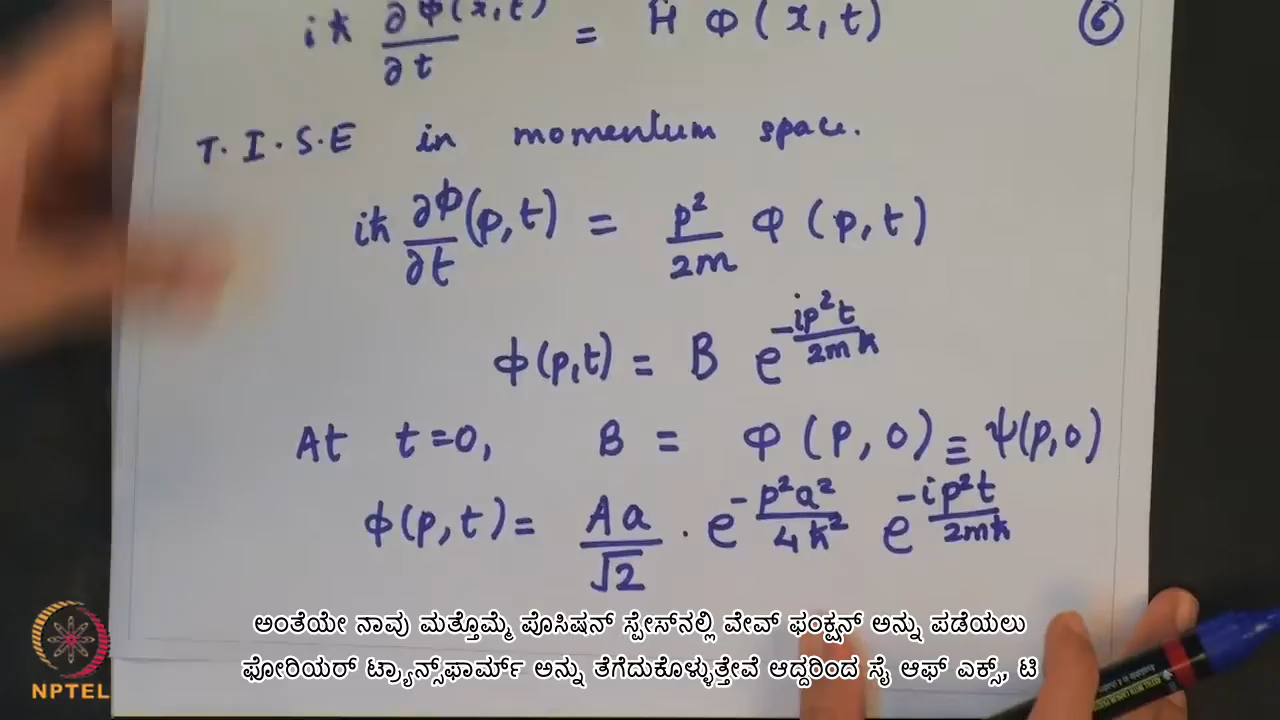 iħ ∂Φ(x,t)/∂t = H Φ(x,t) ⑥
T.I.S.E in momentum space.
iħ ∂ϕ/∂t (p,t) = p²/2m Φ(p,t)
ϕ(p,t) = B e^{-ip²t/2mħ}
At t=0, B = Φ(p,0) ≡ ψ(p,0)
ϕ(p,t) = Aa/√2 · e^{-p²a²/4ħ²} e^{-ip²t/2mħ}
ಅಂತೆಯೇ ನಾವು ಮತ್ತೊಮ್ಮೆ ಪೊಸಿಷನ್ ಸ್ಪೇಸ್‌ನಲ್ಲಿ ವೇವ್ ಫಂಕ್ಷನ್ ಅನ್ನು ಪಡೆಯಲು
ಫೋರಿಯರ್ ಟ್ರ್ಯಾನ್ಸ್‌ಫಾರ್ಮ್ ಅನ್ನು ತೆಗೆದುಕೊಳ್ಳುತ್ತೇವೆ ಆದ್ದರಿಂದ ಸೈ ಆಫ್ ಎಕ್ಸ್, ಟಿ
NPTEL